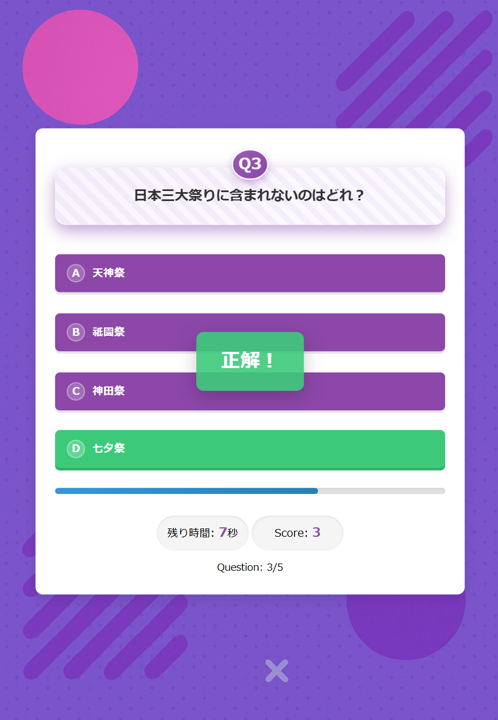 Q3
日本三大祭りに含まれないのはどれ？
A 天神祭
B 祇園祭
正解！
C 神田祭
D 七夕祭
残り時間: 7秒 Score: 3
Question: 3/5